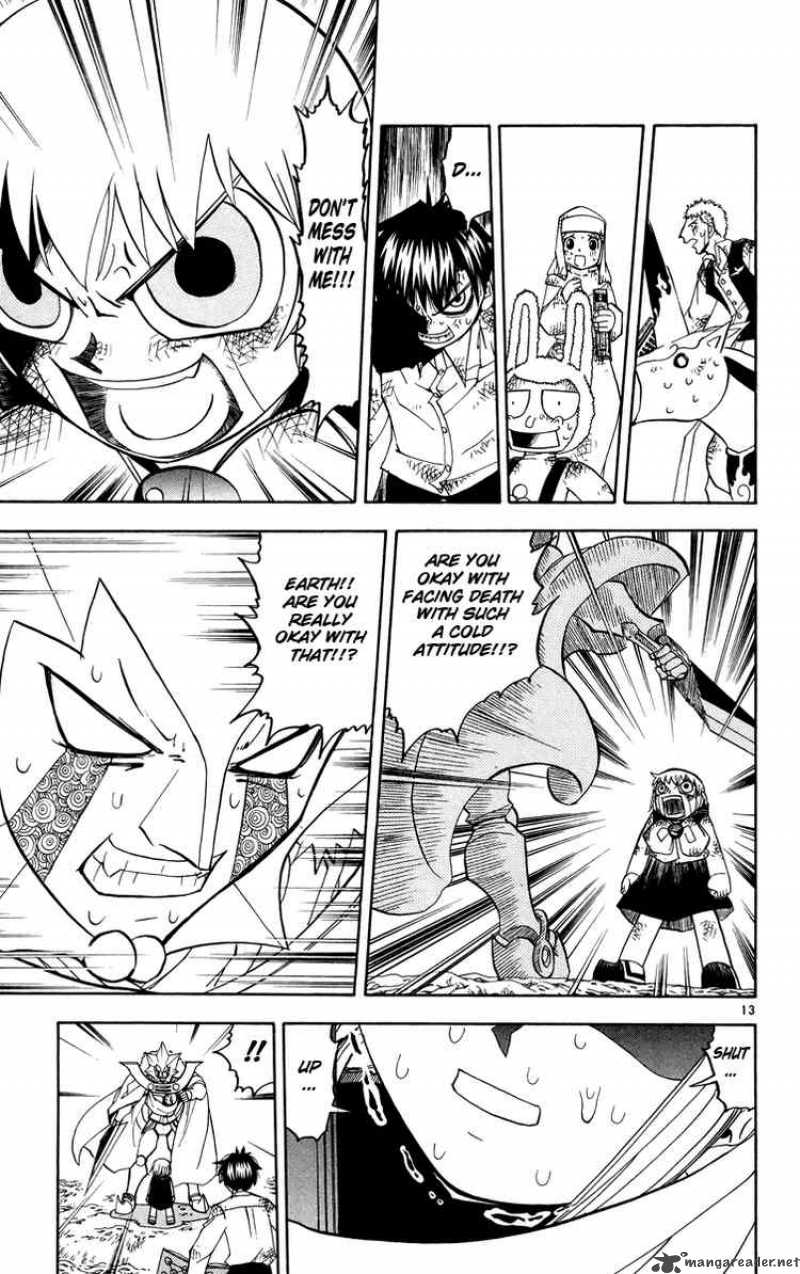 D...
DON'T
MESS
WITH
ME!!!
ARE YOU
OKAY WITH
FACING DEATH
WITH SUCH
A COLD
ATTITUDE!!?
EARTH!!
ARE YOU
REALLY
OKAY WITH
THAT!!?
13
SHUT
...
UP
...
!!
mangareader.net